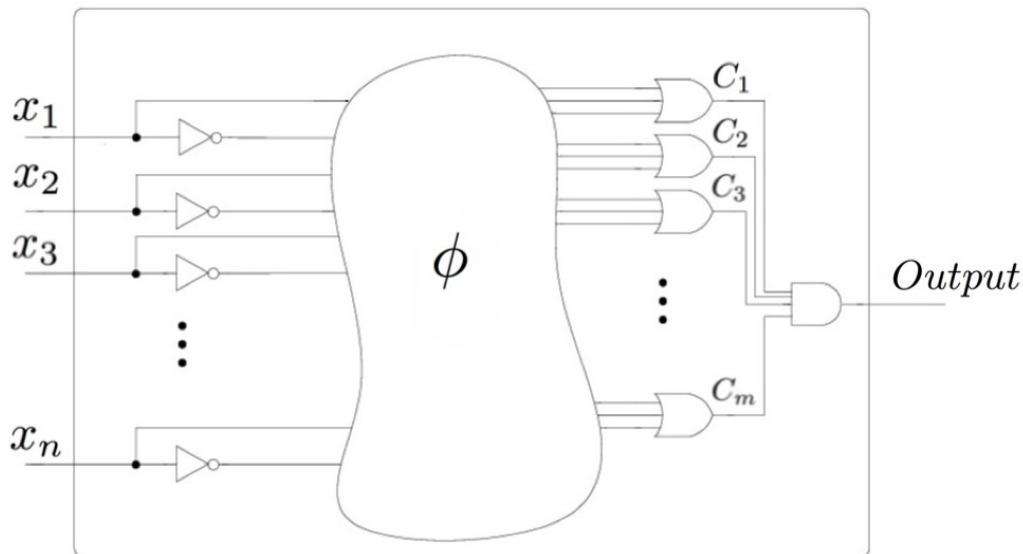 x₁
x₂
x₃
xₙ
ϕ
C₁
C₂
C₃
Cₘ
Output